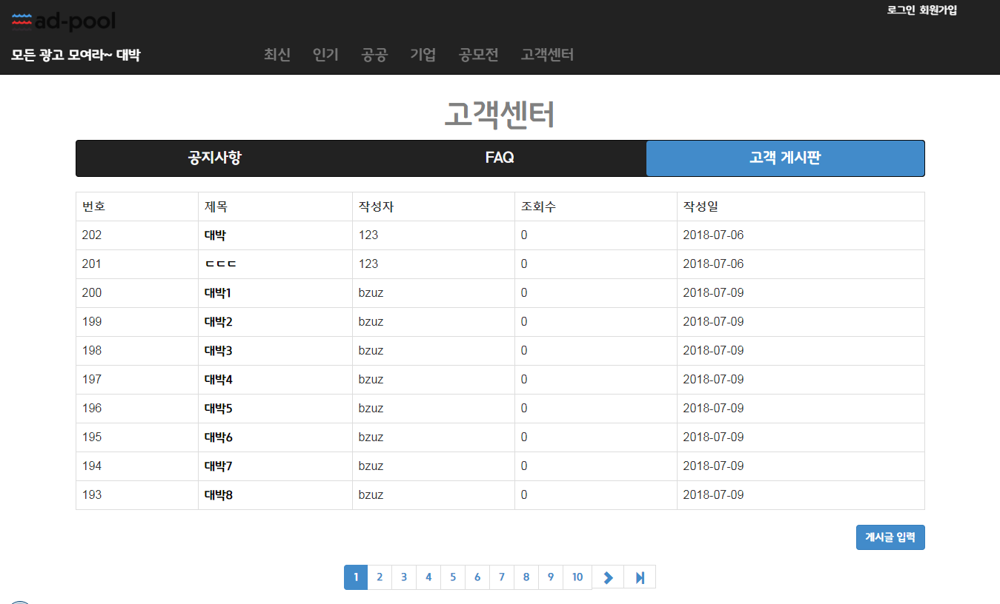 ad-pool
로그인 회원가입
모든 광고 모여라~ 대박 최신 인기 공공 기업 공모전 고객센터
고객센터
공지사항 FAQ 고객 게시판
번호 제목 작성자 조회수 작성일
202 대박 123 0 2018-07-06
201 ㄷㄷㄷ 123 0 2018-07-06
200 대박1 bzuz 0 2018-07-09
199 대박2 bzuz 0 2018-07-09
198 대박3 bzuz 0 2018-07-09
197 대박4 bzuz 0 2018-07-09
196 대박5 bzuz 0 2018-07-09
195 대박6 bzuz 0 2018-07-09
194 대박7 bzuz 0 2018-07-09
193 대박8 bzuz 0 2018-07-09
게시글 입력
1 2 3 4 5 6 7 8 9 10